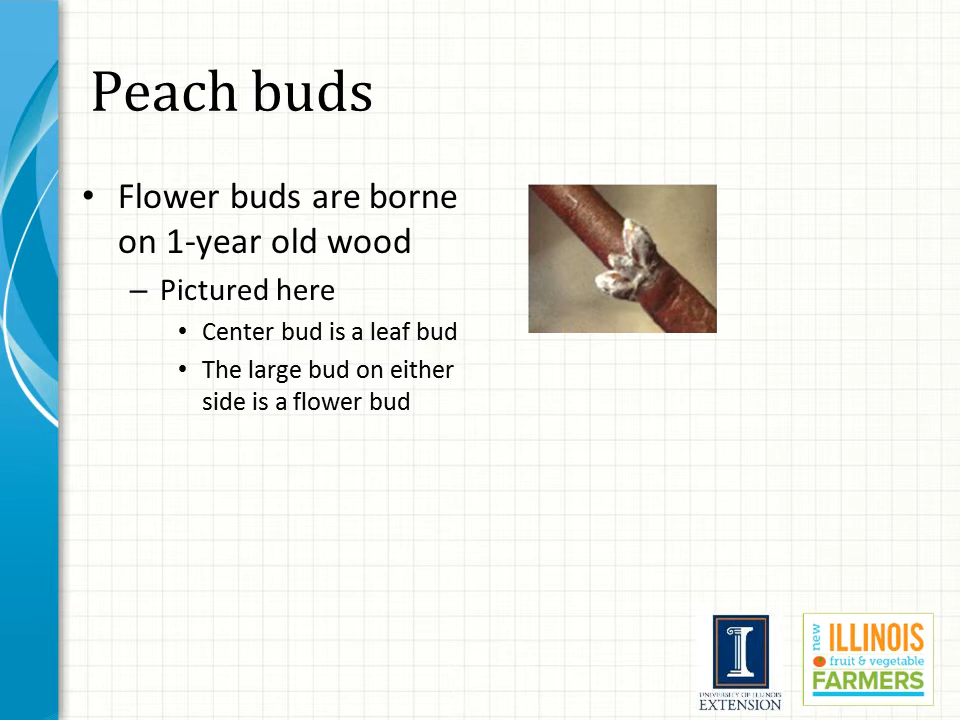 Peach buds
• Flower buds are borne
on 1-year old wood
– Pictured here
• Center bud is a leaf bud
• The large bud on either
side is a flower bud
I
UNIVERSITY OF ILLINOIS
EXTENSION
new
ILLINOIS
fruit & vegetable
FARMERS